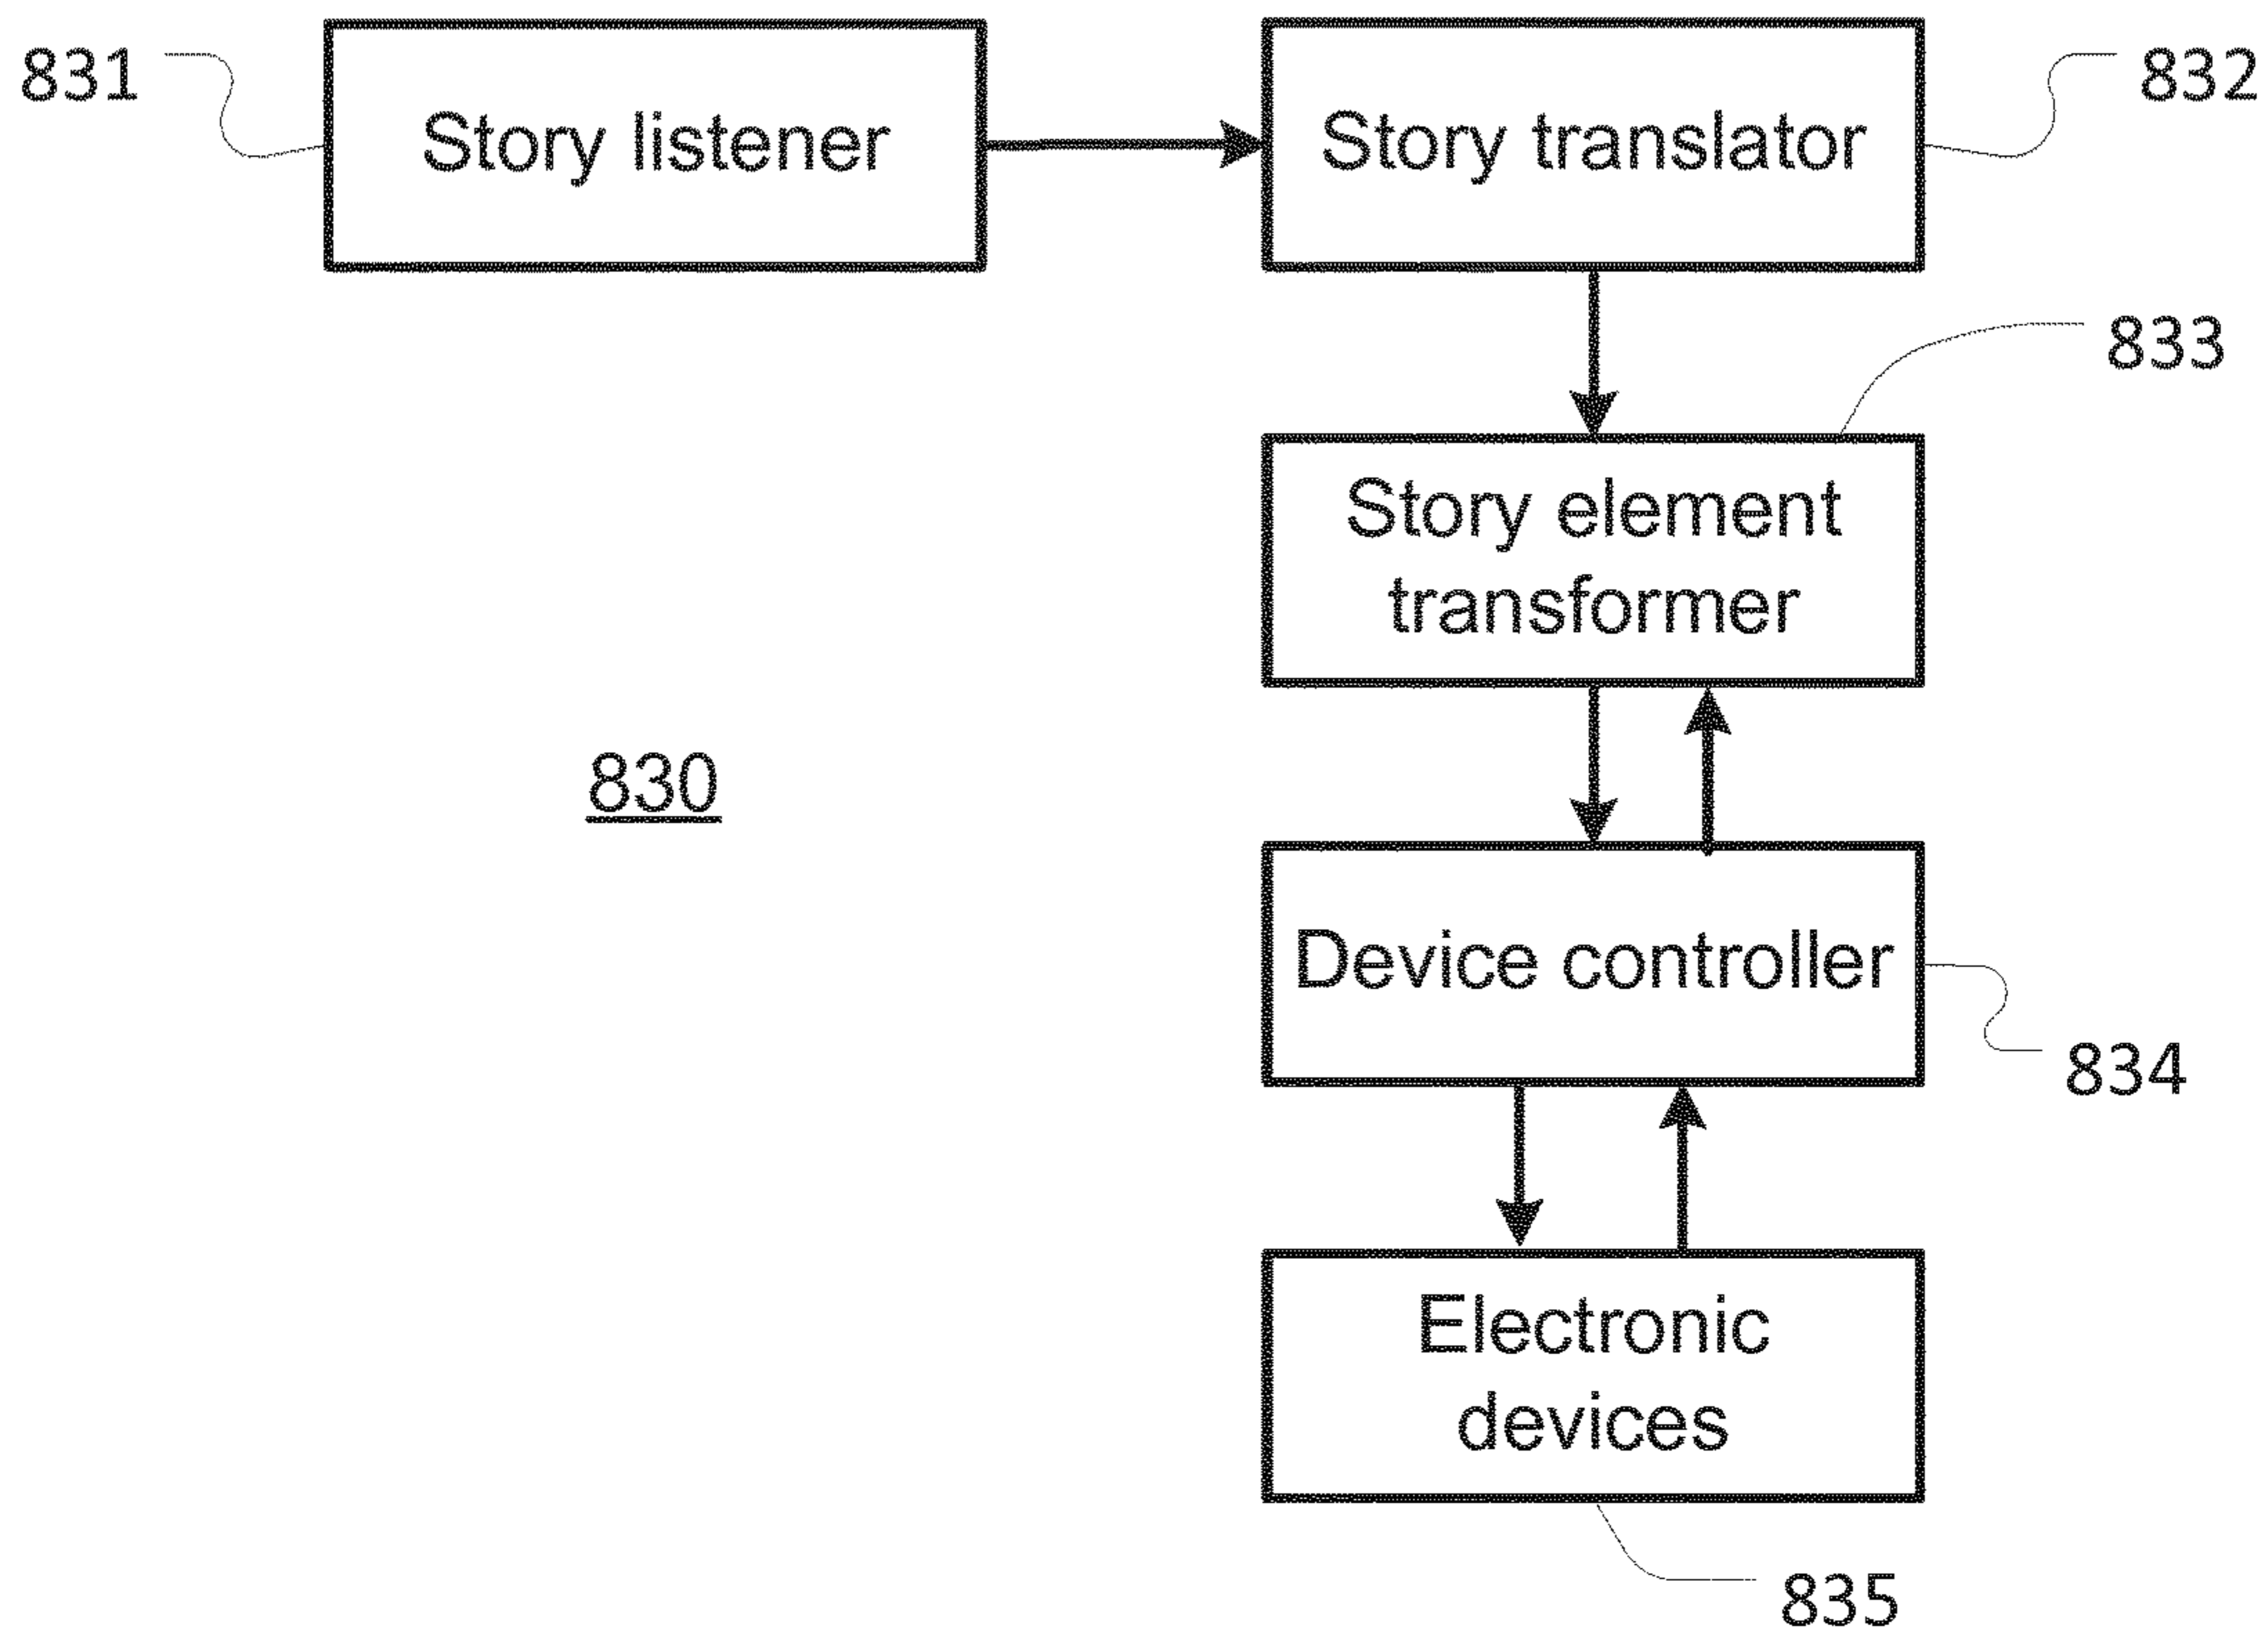 831
Story listener
Story translator
832
833
Story element
transformer
830
Device controller
834
Electronic
devices
835